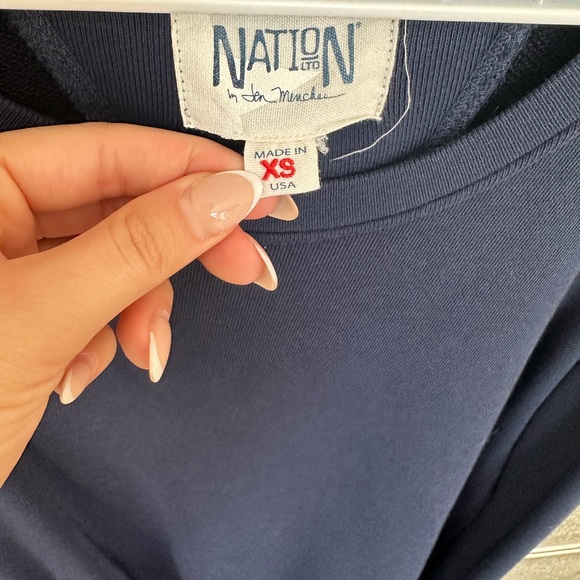 NATION®
LTD
by Jen Menchaca
MADE IN
XS
USA